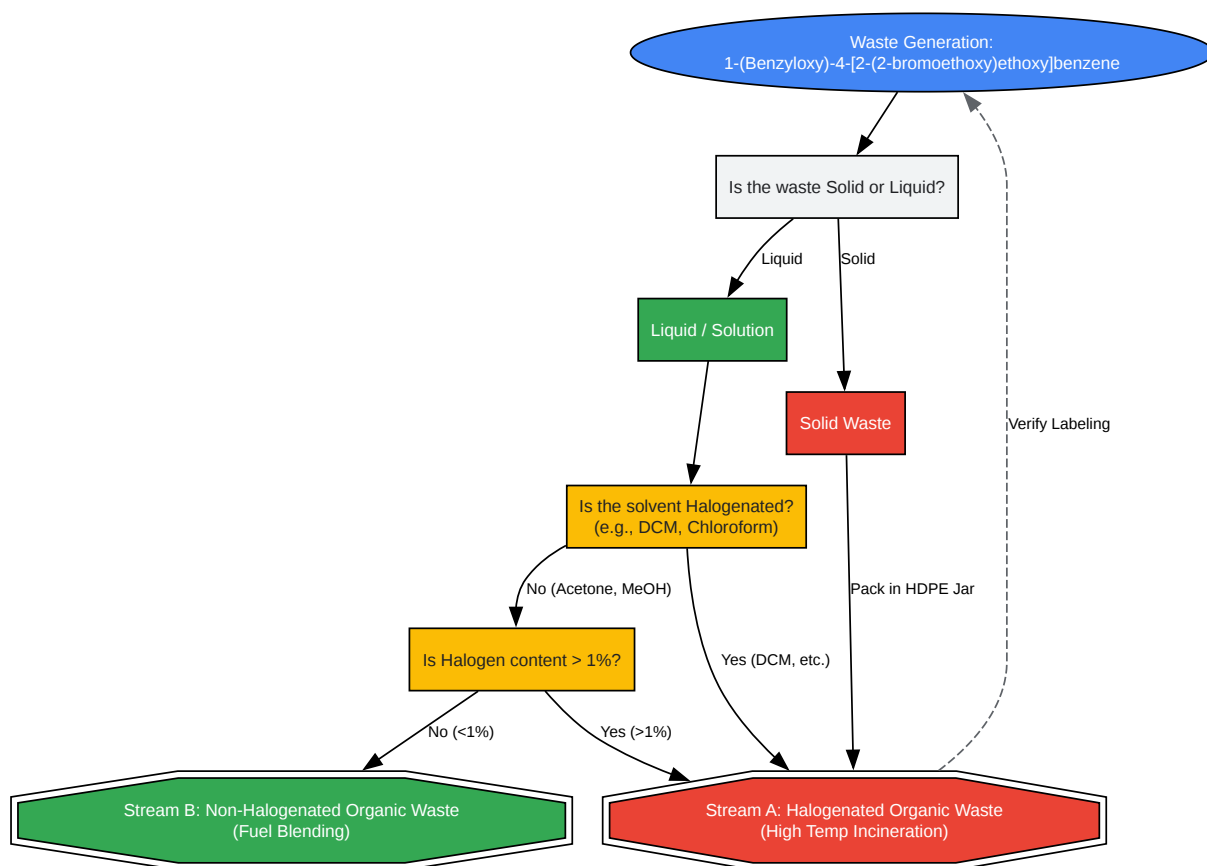 Waste Generation:
1-(Benzyloxy)-4-[2-(2-bromoethoxy)ethoxy]benzene
Is the waste Solid or Liquid?
Liquid
Solid
Liquid / Solution
Solid Waste
Verify Labeling
Is the solvent Halogenated?
(e.g., DCM, Chloroform)
No (Acetone, MeOH)
Pack in HDPE Jar
Is Halogen content > 1%?
Yes (DCM, etc.)
No (<1%)
Yes (>1%)
Stream B: Non-Halogenated Organic Waste
(Fuel Blending)
Stream A: Halogenated Organic Waste
(High Temp Incineration)